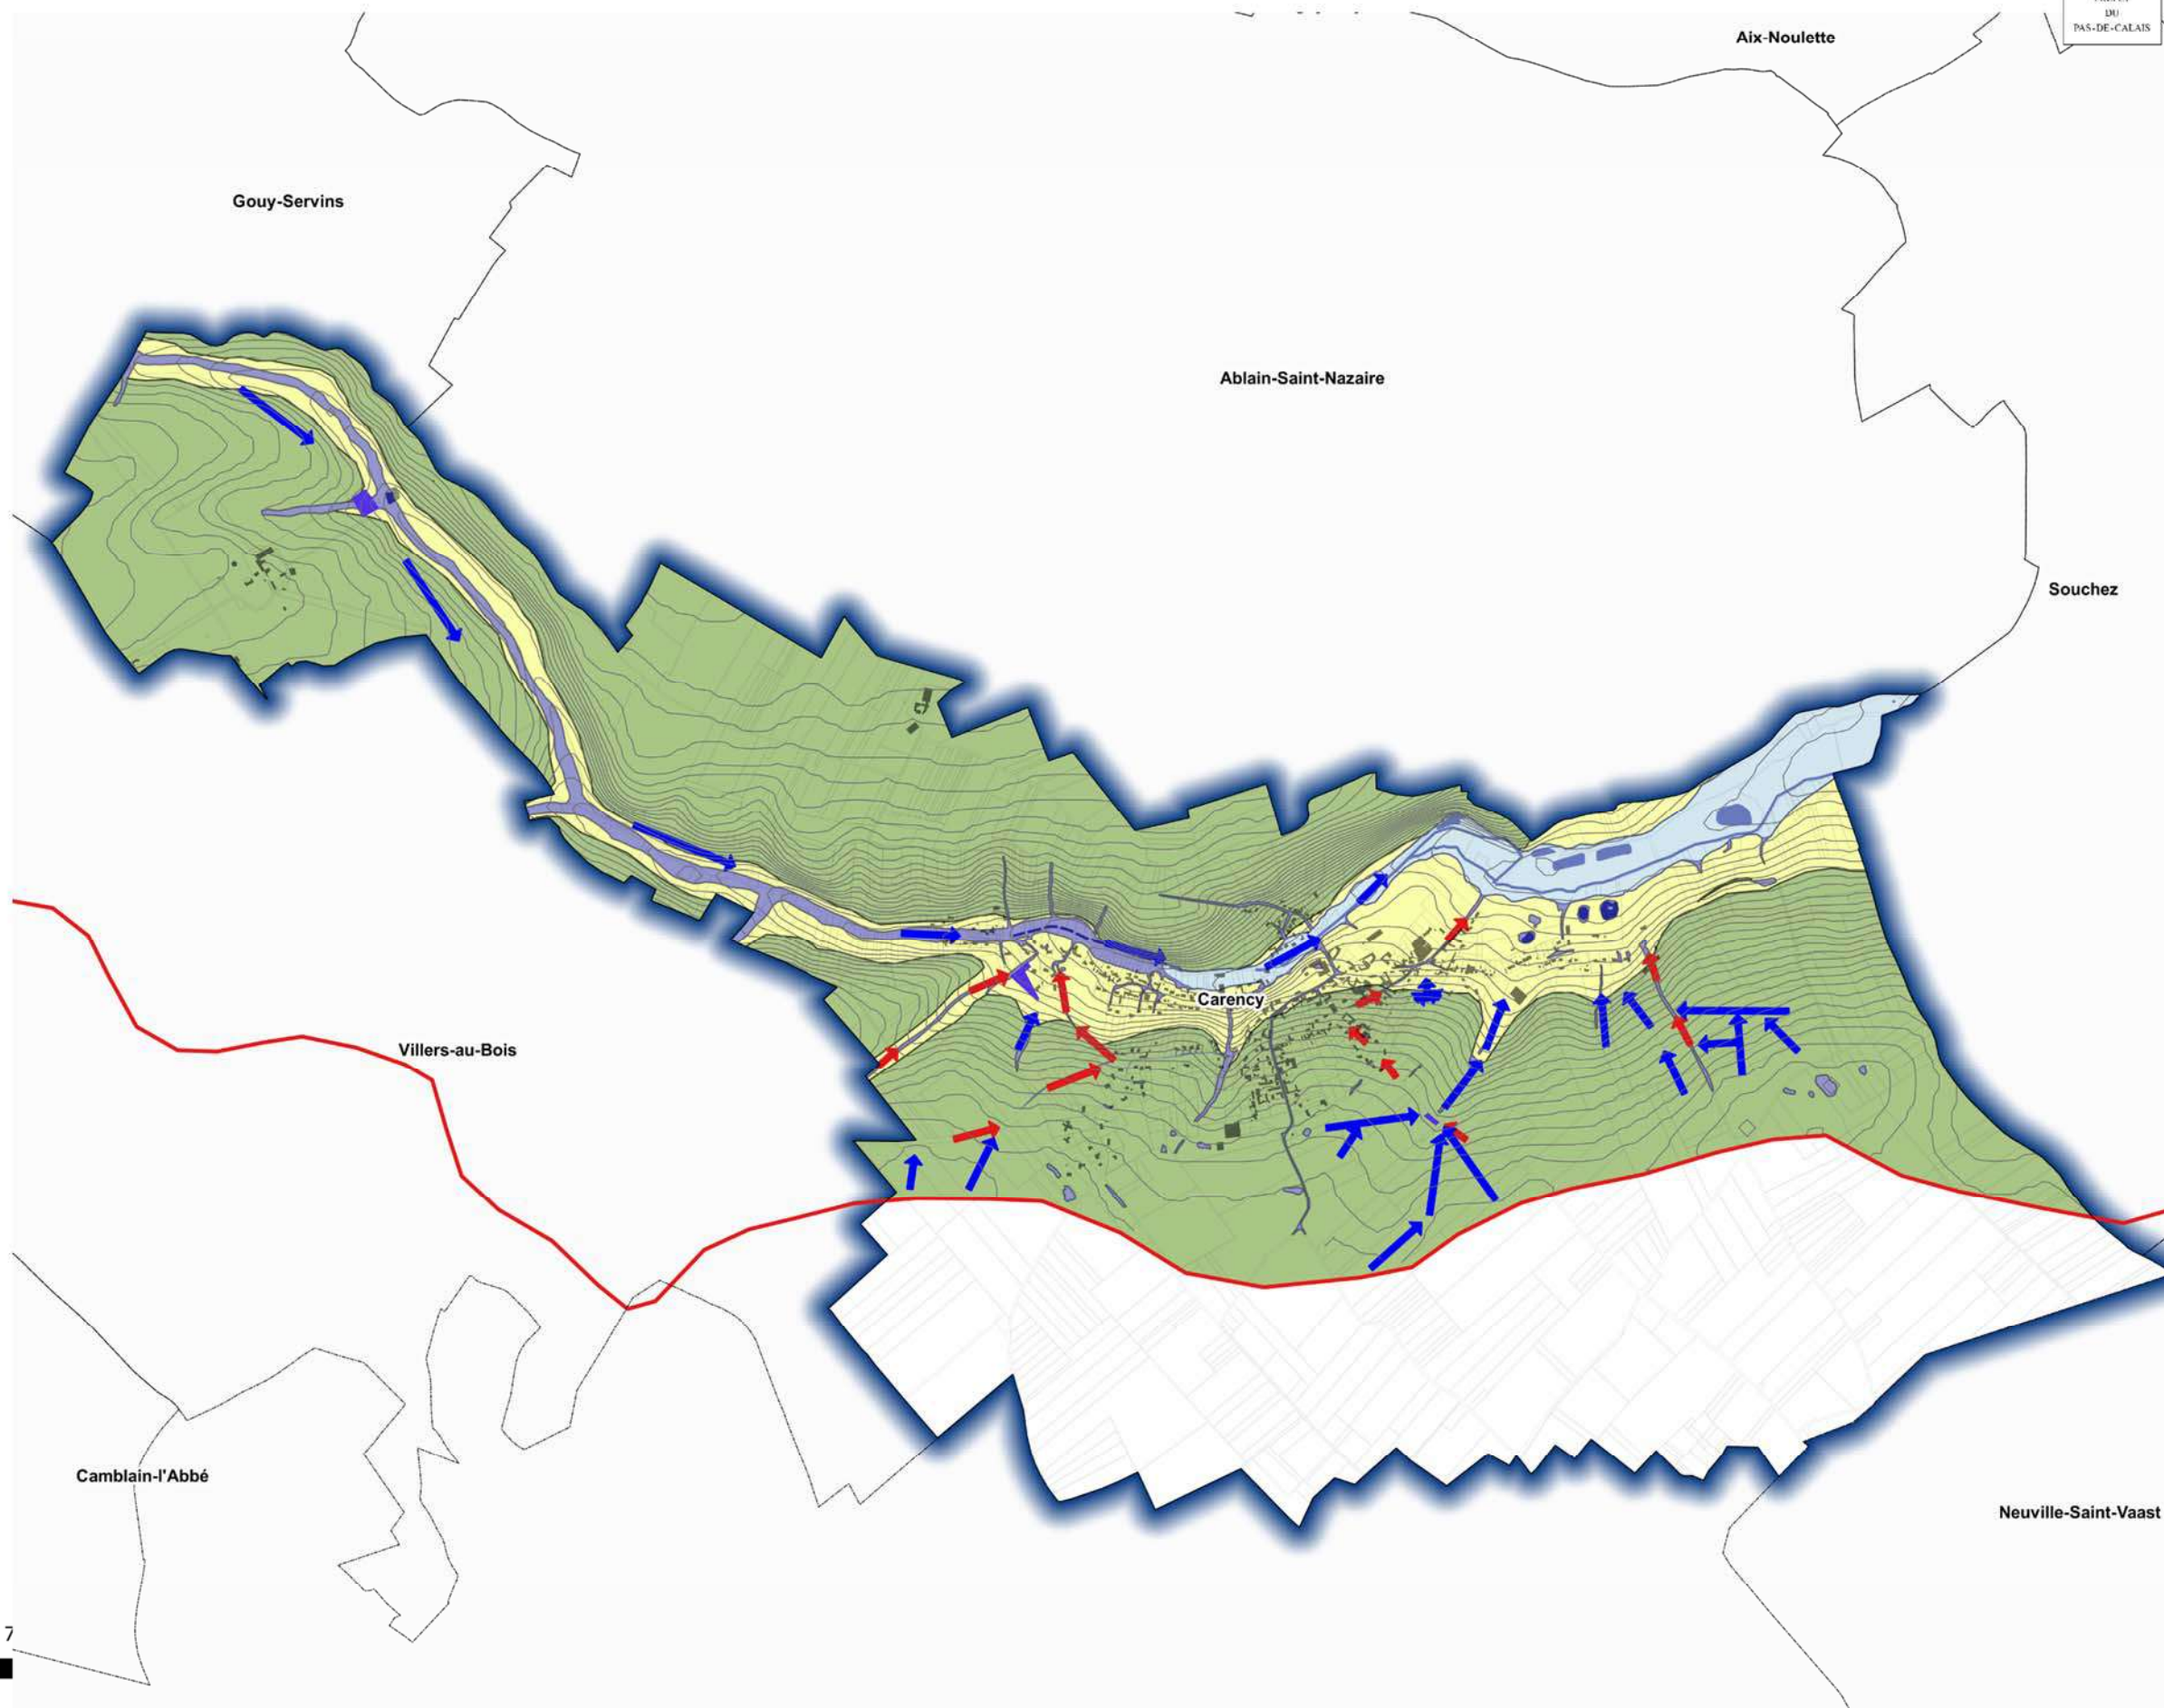 DU
PAS-DE-CALAIS
Aix-Noulette
Gouy-Servins
Ablain-Saint-Nazaire
Souchez
Carency
Villers-au-Bois
Camblain-l'Abbé
Neuville-Saint-Vaast
7